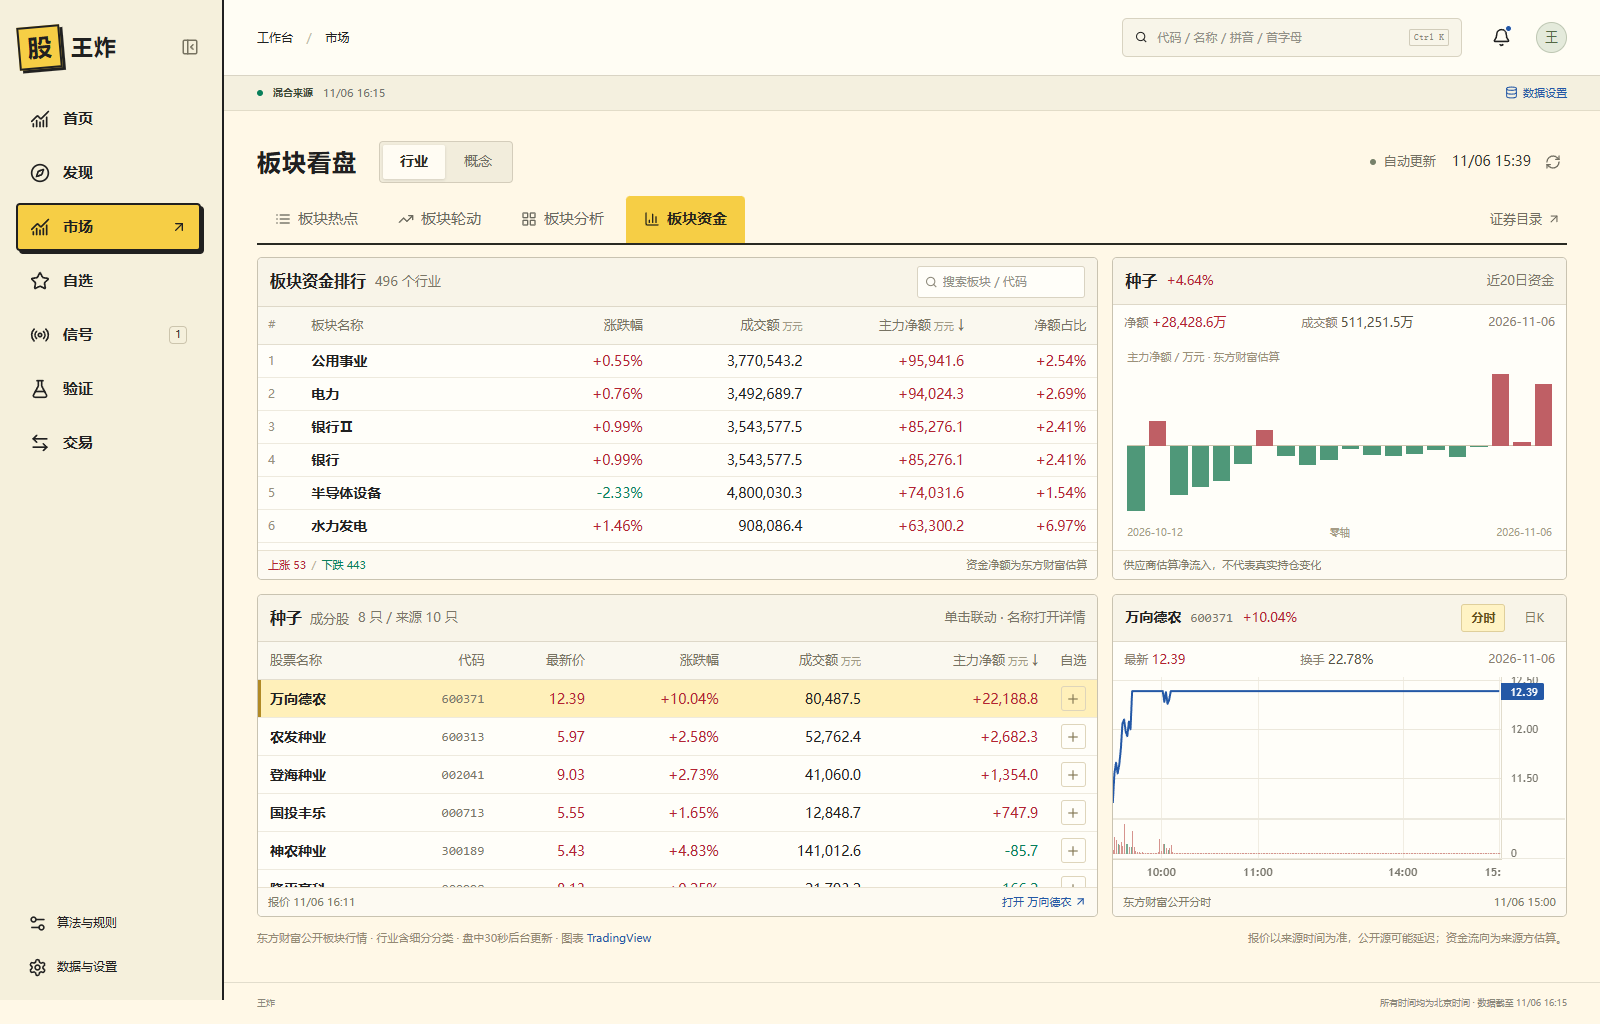 股 王炸
首页
发现
市场
自选
信号 1
验证
交易
算法与规则
数据与设置
工作台 / 市场
代码 / 名称 / 拼音 / 首字母 Ctrl K
王
混合来源 11/06 16:15
数据设置
板块看盘 行业 概念
自动更新 11/06 15:39
板块热点 板块轮动 板块分析 板块资金
证券目录
板块资金排行 496 个行业
搜索板块 / 代码
# 板块名称 涨跌幅 成交额 万元 主力净额 万元 ↓ 净额占比
1 公用事业 +0.55% 3,770,543.2 +95,941.6 +2.54%
2 电力 +0.76% 3,492,689.7 +94,024.3 +2.69%
3 银行Ⅱ +0.99% 3,543,577.5 +85,276.1 +2.41%
4 银行 +0.99% 3,543,577.5 +85,276.1 +2.41%
5 半导体设备 -2.33% 4,800,030.3 +74,031.6 +1.54%
6 水力发电 +1.46% 908,086.4 +63,300.2 +6.97%
上涨 53 / 下跌 443
资金净额为东方财富估算
种子 +4.64% 近20日资金
净额 +28,428.6万 成交额 511,251.5万 2026-11-06
主力净额 / 万元 · 东方财富估算
2026-10-12 零轴 2026-11-06
供应商估算净流入，不代表真实持仓变化
种子 成分股 8 只 / 来源 10 只
单击联动 · 名称打开详情
股票名称 代码 最新价 涨跌幅 成交额 万元 主力净额 万元 ↓ 自选
万向德农 600371 12.39 +10.04% 80,487.5 +22,188.8 +
农发种业 600313 5.97 +2.58% 52,762.4 +2,682.3 +
登海种业 002041 9.03 +2.73% 41,060.0 +1,354.0 +
国投丰乐 000713 5.55 +1.65% 12,848.7 +747.9 +
神农种业 300189 5.43 +4.83% 141,012.6 -85.7 +
报价 11/06 16:11
打开 万向德农
万向德农 600371 +10.04% 分时 日K
最新 12.39 换手 22.78% 2026-11-06
12.50
12.39
12.00
11.50
0
10:00 11:00 14:00 15:
东方财富公开分时 11/06 15:00
东方财富公开板块行情 · 行业含细分分类 · 盘中30秒后台更新 · 图表 TradingView
报价以来源时间为准，公开源可能延迟；资金流向为来源方估算。
王炸
所有时间均为北京时间 · 数据截至 11/06 16:15